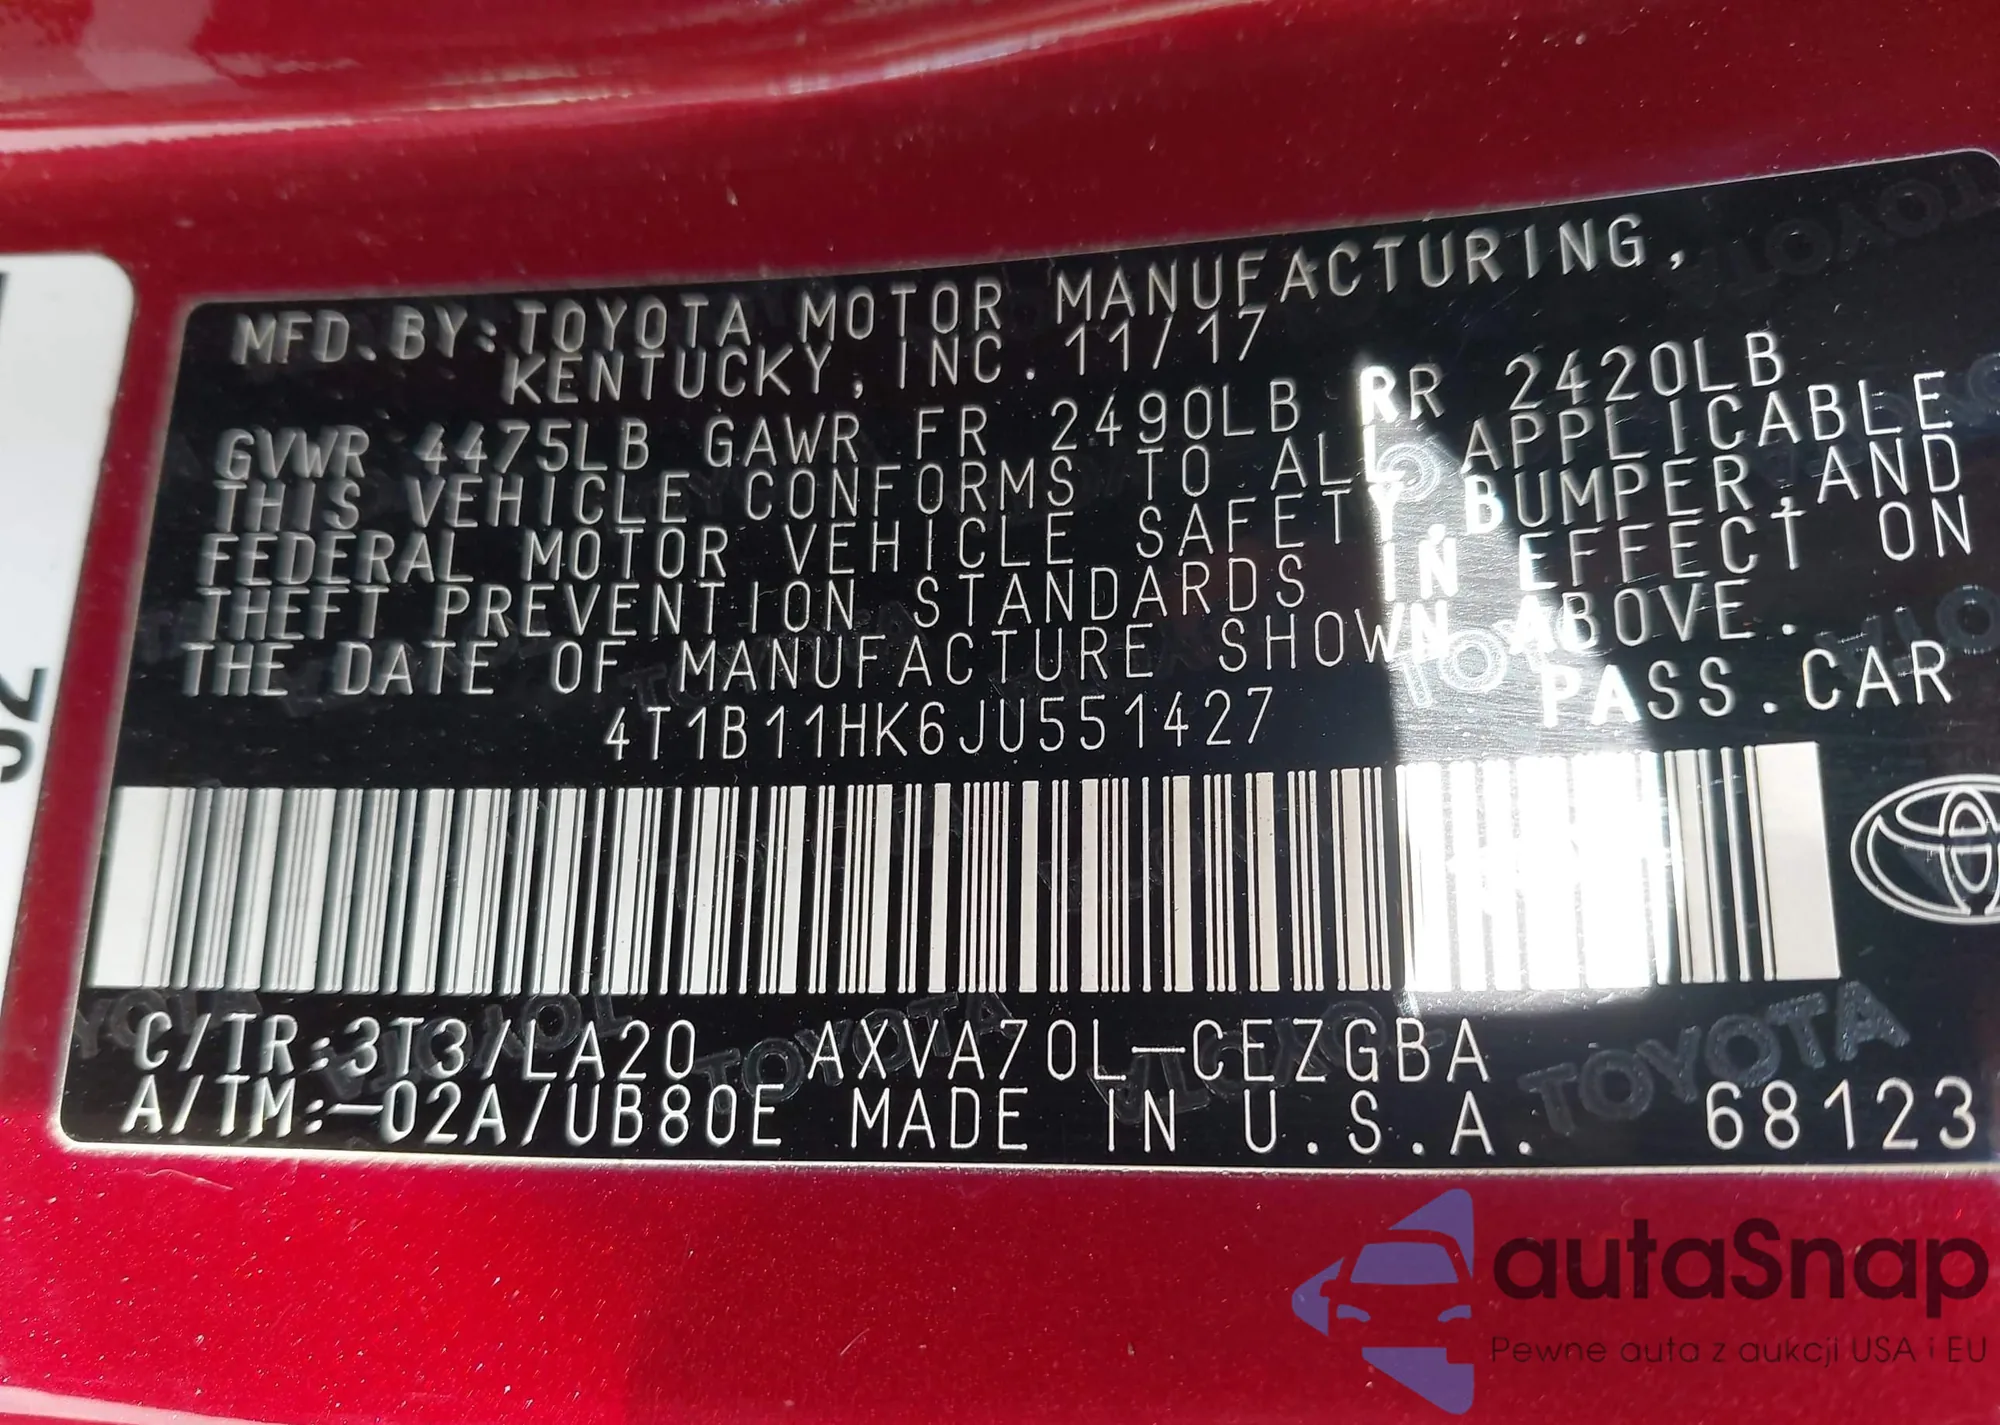 MFD.BY:TOYOTA MOTOR MANUFACTURING,
KENTUCKY, INC. 11/17
GVWR 4475LB GAWR FR 2490LB RR 2420LB
THIS VEHICLE CONFORMS TO ALL APPLICABLE
FEDERAL MOTOR VEHICLE SAFETY,BUMPER,AND
THEFT PREVENTION STANDARDS IN EFFECT ON
THE DATE OF MANUFACTURE SHOWN ABOVE.
4T1B11HK6JU551427 PASS.CAR
C/TR:3T3/LA20 AXVA70L-CEZGBA
A/TM:-02A/UB80E MADE IN U.S.A. 68123
autaSnap
Pewne auta z aukcji USA i EU